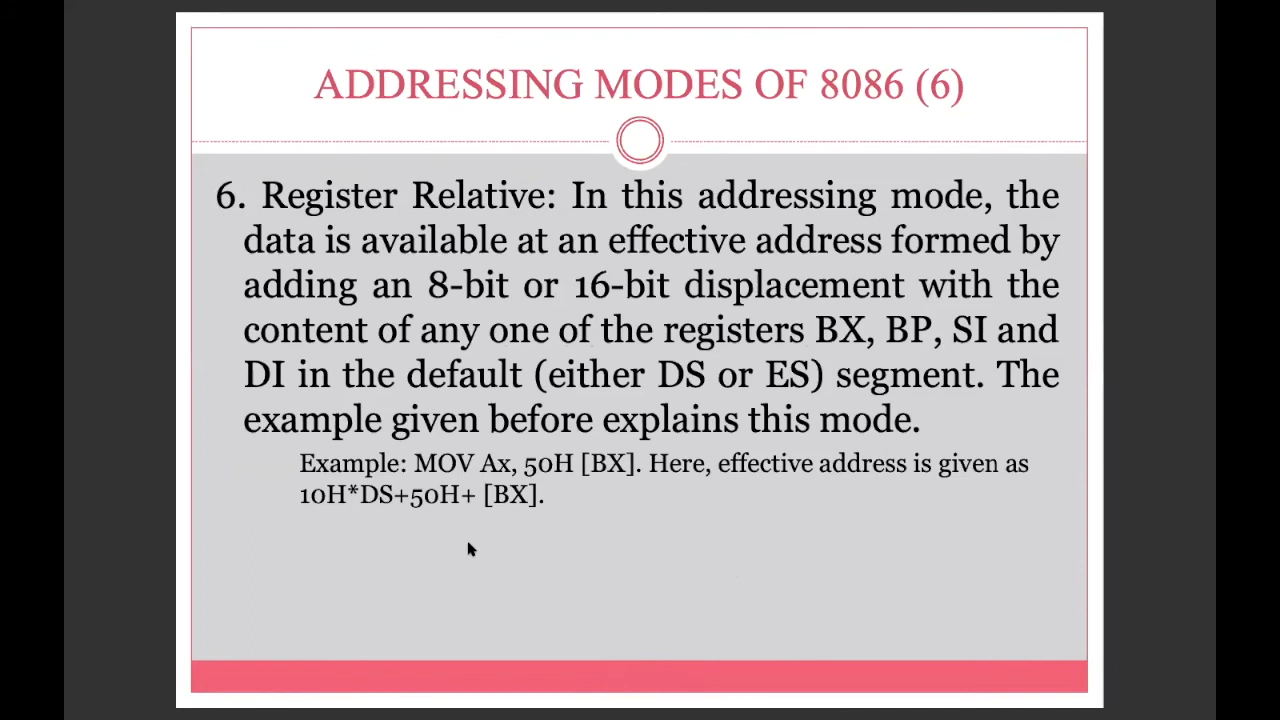 ADDRESSING MODES OF 8086 (6)
6. Register Relative: In this addressing mode, the
data is available at an effective address formed by
adding an 8-bit or 16-bit displacement with the
content of any one of the registers BX, BP, SI and
DI in the default (either DS or ES) segment. The
example given before explains this mode.
Example: MOV Ax, 50H [BX]. Here, effective address is given as
10H*DS+50H+ [BX].